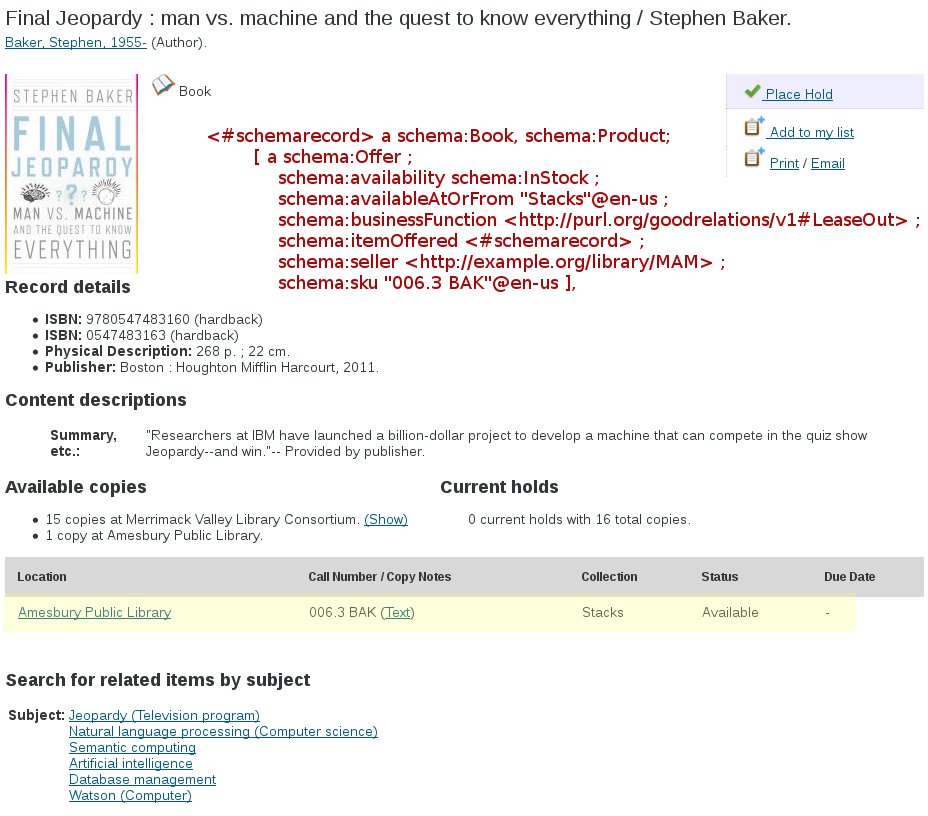 Final Jeopardy : man vs. machine and the quest to know everything / Stephen Baker.
Baker, Stephen, 1955- (Author).
STEPHEN BAKER
FINAL
JEOPARDY
?
?
?
MAN VS. MACHINE
AND THE QUEST TO KNOW
EVERYTHING
Book
Place Hold
Add to my list
Print / Email
<#schemarecord> a schema:Book, schema:Product;
[ a schema:Offer ;
schema:availability schema:InStock ;
schema:availableAtOrFrom "Stacks"@en-us ;
schema:businessFunction <http://purl.org/goodrelations/v1#LeaseOut> ;
schema:itemOffered <#schemarecord> ;
schema:seller <http://example.org/library/MAM> ;
schema:sku "006.3 BAK"@en-us ],
Record details
• ISBN: 9780547483160 (hardback)
• ISBN: 0547483163 (hardback)
• Physical Description: 268 p. ; 22 cm.
• Publisher: Boston : Houghton Mifflin Harcourt, 2011.
Content descriptions
Summary, "Researchers at IBM have launched a billion-dollar project to develop a machine that can compete in the quiz show
etc.: Jeopardy--and win."-- Provided by publisher.
Available copies
• 15 copies at Merrimack Valley Library Consortium. (Show)
• 1 copy at Amesbury Public Library.
Current holds
0 current holds with 16 total copies.
Location Call Number / Copy Notes Collection Status Due Date
Amesbury Public Library 006.3 BAK (Text) Stacks Available -
Search for related items by subject
Subject: Jeopardy (Television program)
Natural language processing (Computer science)
Semantic computing
Artificial intelligence
Database management
Watson (Computer)